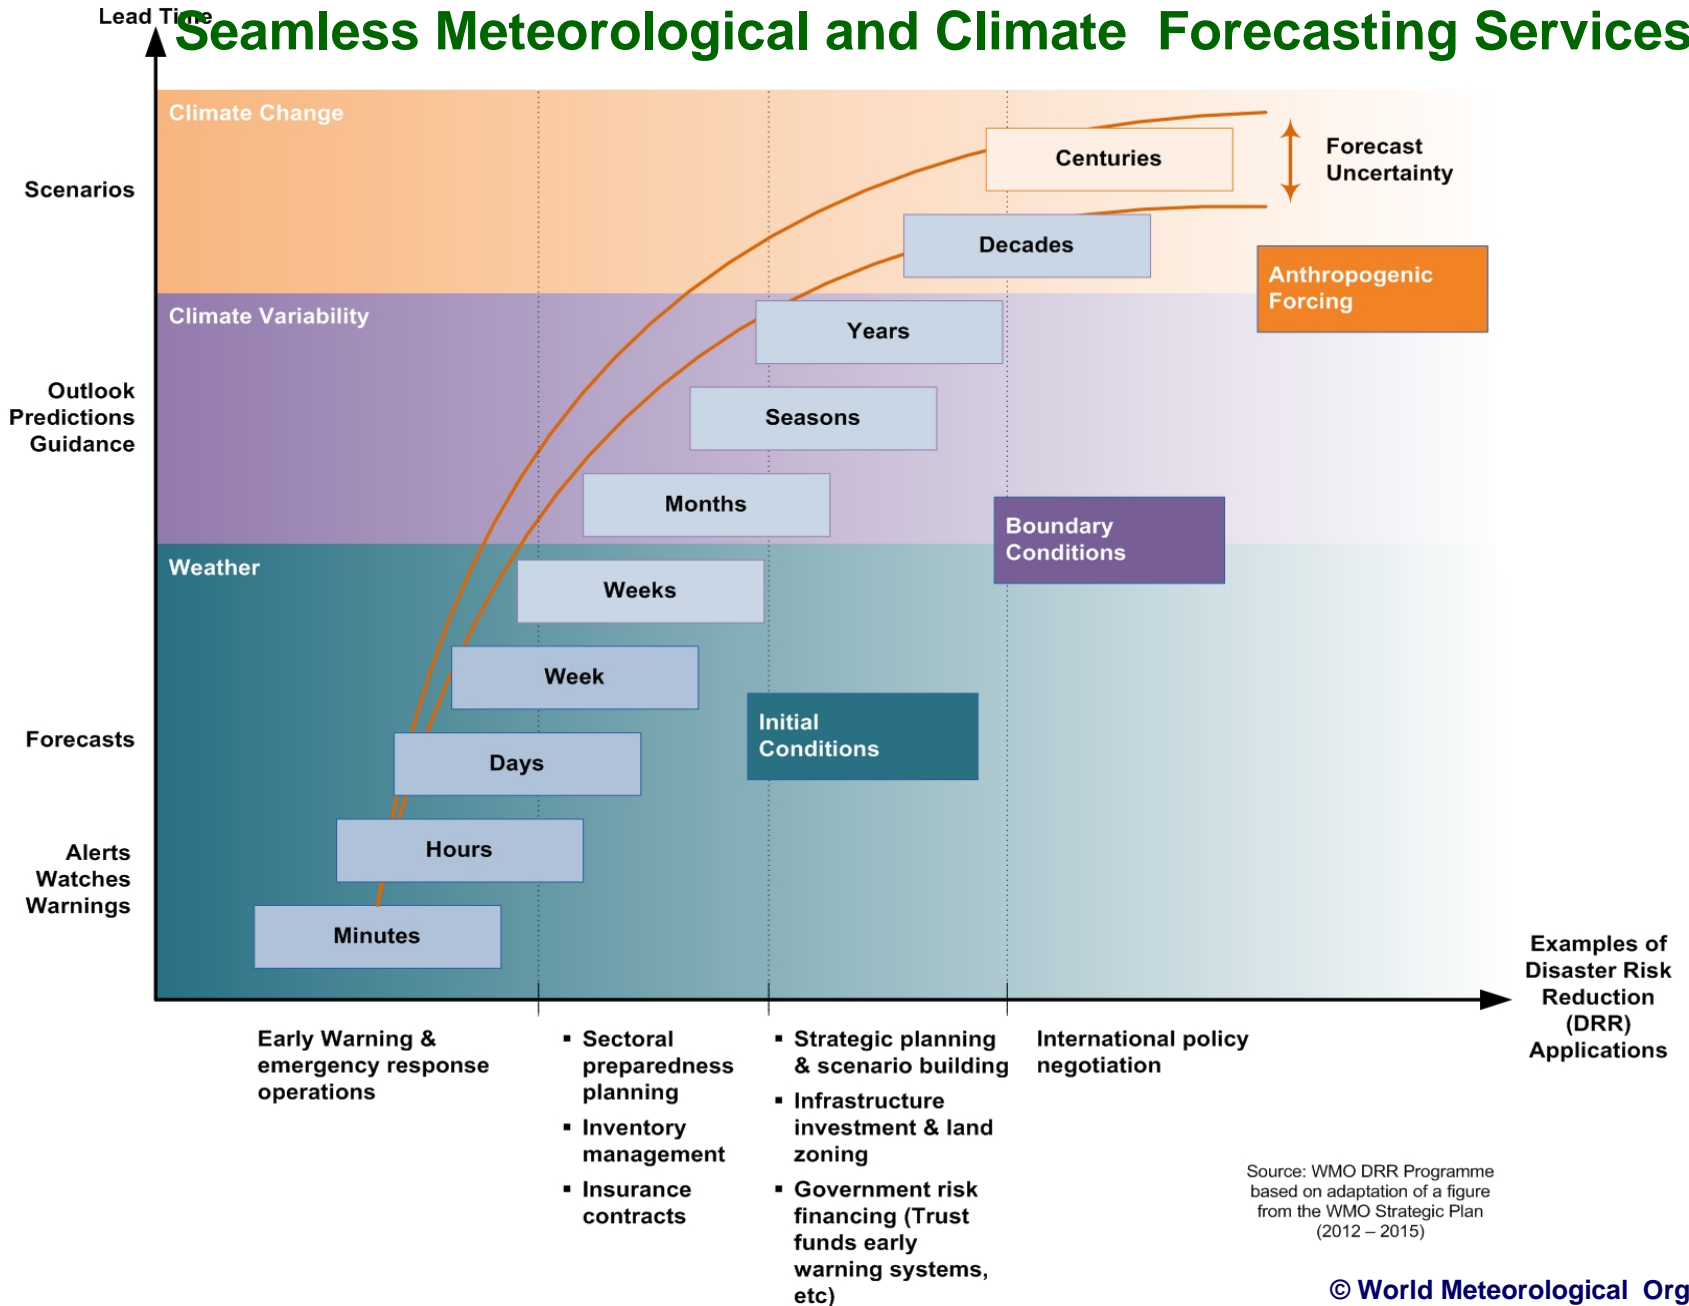 Lead Time
Seamless Meteorological and Climate Forecasting Services
Climate Change
Scenarios
Centuries
Forecast
Uncertainty
Decades
Anthropogenic
Forcing
Climate Variability
Outlook
Predictions
Guidance
Years
Seasons
Months
Boundary
Conditions
Weather
Weeks
Week
Initial
Conditions
Forecasts
Days
Alerts
Watches
Warnings
Hours
Minutes
Examples of
Disaster Risk
Reduction
(DRR)
Applications
Early Warning &
emergency response
operations
▪ Sectoral
preparedness
planning
▪ Inventory
management
▪ Insurance
contracts
▪ Strategic planning
& scenario building
▪ Infrastructure
investment & land
zoning
▪ Government risk
financing (Trust
funds early
warning systems,
etc)
International policy
negotiation
Source: WMO DRR Programme
based on adaptation of a figure
from the WMO Strategic Plan
(2012 – 2015)
© World Meteorological Org